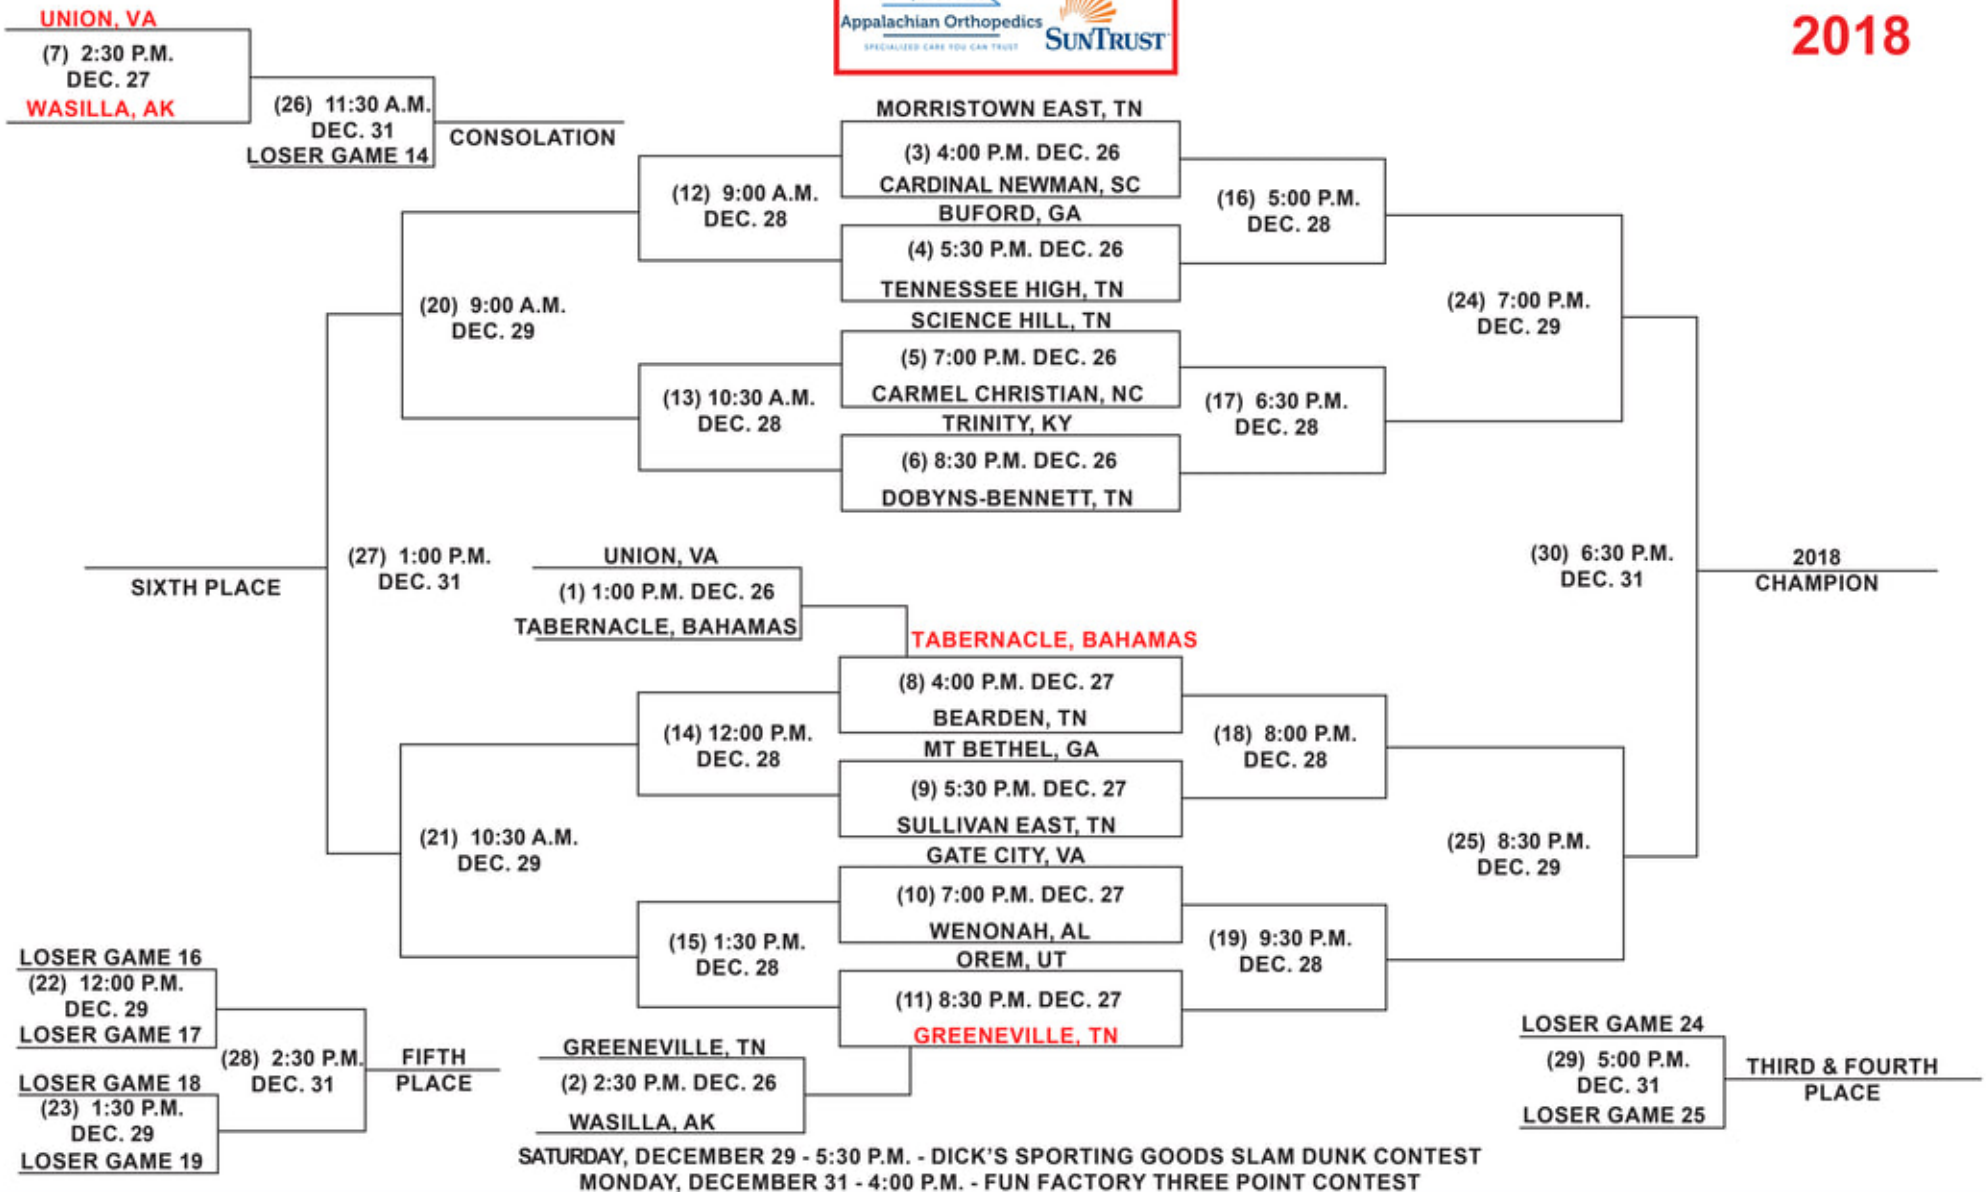 UNION, VA
(7) 2:30 P.M.
DEC. 27
WASILLA, AK
(26) 11:30 A.M.
DEC. 31
LOSER GAME 14
CONSOLATION
Appalachian Orthopedics
SPECIALIZED CARE YOU CAN TRUST
SUNTRUST
2018
MORRISTOWN EAST, TN
(3) 4:00 P.M. DEC. 26
CARDINAL NEWMAN, SC
BUFORD, GA
(4) 5:30 P.M. DEC. 26
TENNESSEE HIGH, TN
SCIENCE HILL, TN
(5) 7:00 P.M. DEC. 26
CARMEL CHRISTIAN, NC
TRINITY, KY
(6) 8:30 P.M. DEC. 26
DOBYNS-BENNETT, TN
(12) 9:00 A.M.
DEC. 28
(13) 10:30 A.M.
DEC. 28
(20) 9:00 A.M.
DEC. 29
(16) 5:00 P.M.
DEC. 28
(17) 6:30 P.M.
DEC. 28
(24) 7:00 P.M.
DEC. 29
SIXTH PLACE
(27) 1:00 P.M.
DEC. 31
UNION, VA
(1) 1:00 P.M. DEC. 26
TABERNACLE, BAHAMAS
(30) 6:30 P.M.
DEC. 31
2018
CHAMPION
TABERNACLE, BAHAMAS
(8) 4:00 P.M. DEC. 27
BEARDEN, TN
MT BETHEL, GA
(9) 5:30 P.M. DEC. 27
SULLIVAN EAST, TN
GATE CITY, VA
(10) 7:00 P.M. DEC. 27
WENONAH, AL
OREM, UT
(11) 8:30 P.M. DEC. 27
GREENEVILLE, TN
(14) 12:00 P.M.
DEC. 28
(15) 1:30 P.M.
DEC. 28
(21) 10:30 A.M.
DEC. 29
(18) 8:00 P.M.
DEC. 28
(19) 9:30 P.M.
DEC. 28
(25) 8:30 P.M.
DEC. 29
LOSER GAME 16
(22) 12:00 P.M.
DEC. 29
LOSER GAME 17
(28) 2:30 P.M.
DEC. 31
FIFTH
PLACE
LOSER GAME 18
(23) 1:30 P.M.
DEC. 29
LOSER GAME 19
GREENEVILLE, TN
(2) 2:30 P.M. DEC. 26
WASILLA, AK
LOSER GAME 24
(29) 5:00 P.M.
DEC. 31
LOSER GAME 25
THIRD & FOURTH
PLACE
SATURDAY, DECEMBER 29 - 5:30 P.M. - DICK'S SPORTING GOODS SLAM DUNK CONTEST
MONDAY, DECEMBER 31 - 4:00 P.M. - FUN FACTORY THREE POINT CONTEST